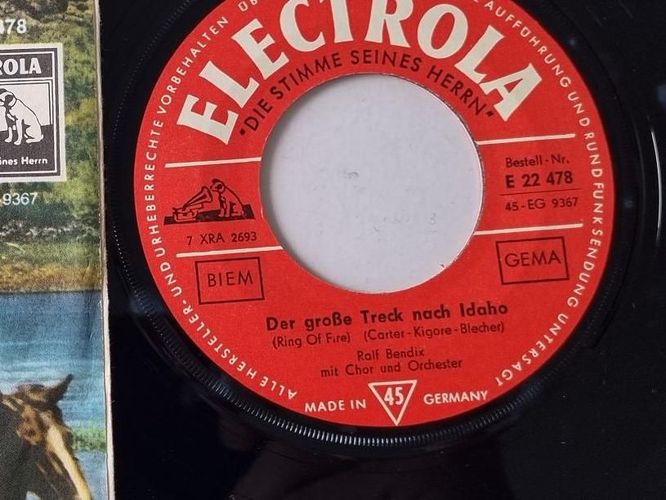 478
ROLA
ines Herrn
9367
ELECTROLA
"DIE STIMME SEINES HERRN"
ALLE HERSTELLER-UND URHEBERRECHTE VORBEHALTEN
AUFFÜHRUNG UND RUNDFUNKSENDUNG UNTERSAGT
Bestell-Nr.
E 22 478
45-EG 9367
7 XRA 2693
BIEM
GEMA
Der große Treck nach Idaho
(Ring Of Fire) (Carter-Kigore-Blecher)
Ralf Bendix
mit Chor und Orchester
MADE IN 45 GERMANY